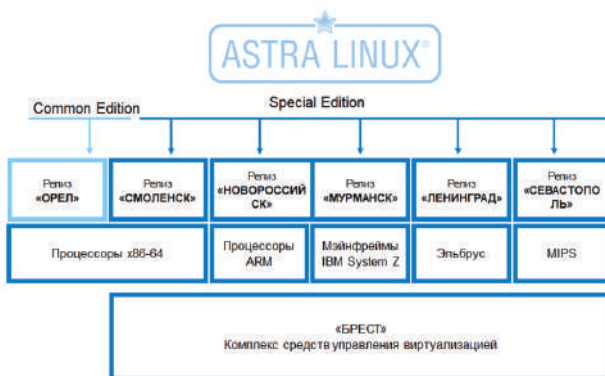 ASTRA LINUX®
Common Edition
Special Edition
Релиз
«ОРЕЛ»
Релиз
«СМОЛЕНСК»
Релиз
«НОВОРОССИЙ
СК»
Релиз
«МУРМАНСК»
Релиз
«ЛЕНИНГРАД»
Релиз
«СЕВАСТОПО
ЛЬ»
Процессоры x86-64
Процессоры
ARM
Мэйнфреймы
IBM System Z
Эльбрус
MIPS
«БРЕСТ»
Комплекс средств управления виртуализацией